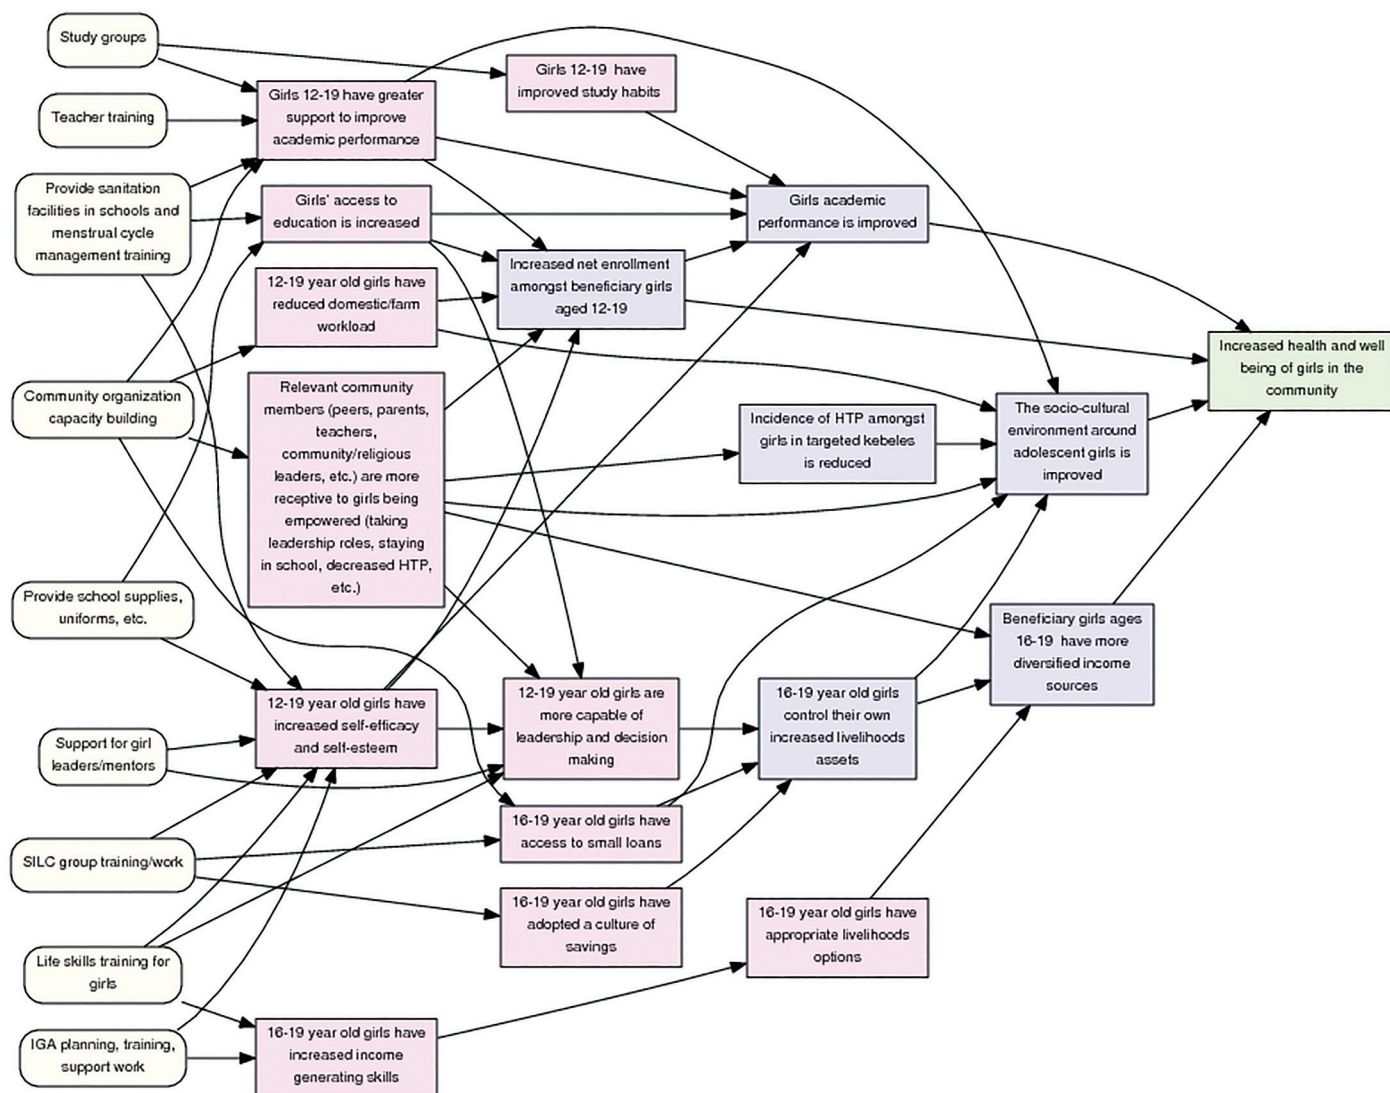 Study groups
Teacher training
Provide sanitation
facilities in schools and
menstrual cycle
management training
Community organization
capacity building
Provide school supplies,
uniforms, etc.
Support for girl
leaders/mentors
SILC group training/work
Life skills training for
girls
IGA planning, training,
support work
Girls 12-19 have greater
support to improve
academic performance
Girls' access to
education is increased
12-19 year old girls have
reduced domestic/farm
workload
Relevant community
members (peers, parents,
teachers,
community/religious
leaders, etc.) are more
receptive to girls being
empowered (taking
leadership roles, staying
in school, decreased HTP,
etc.)
12-19 year old girls have
increased self-efficacy
and self-esteem
16-19 year old girls have
increased income
generating skills
Girls 12-19 have
improved study habits
Increased net enrollment
amongst beneficiary girls
aged 12-19
12-19 year old girls are
more capable of
leadership and decision
making
16-19 year old girls have
access to small loans
16-19 year old girls have
adopted a culture of
savings
Girls academic
performance is improved
Incidence of HTP amongst
girls in targeted kebeles
is reduced
16-19 year old girls
control their own
increased livelihoods
assets
16-19 year old girls have
appropriate livelihoods
options
The socio-cultural
environment around
adolescent girls is
improved
Beneficiary girls ages
16-19 have more
diversified income
sources
Increased health and well
being of girls in the
community